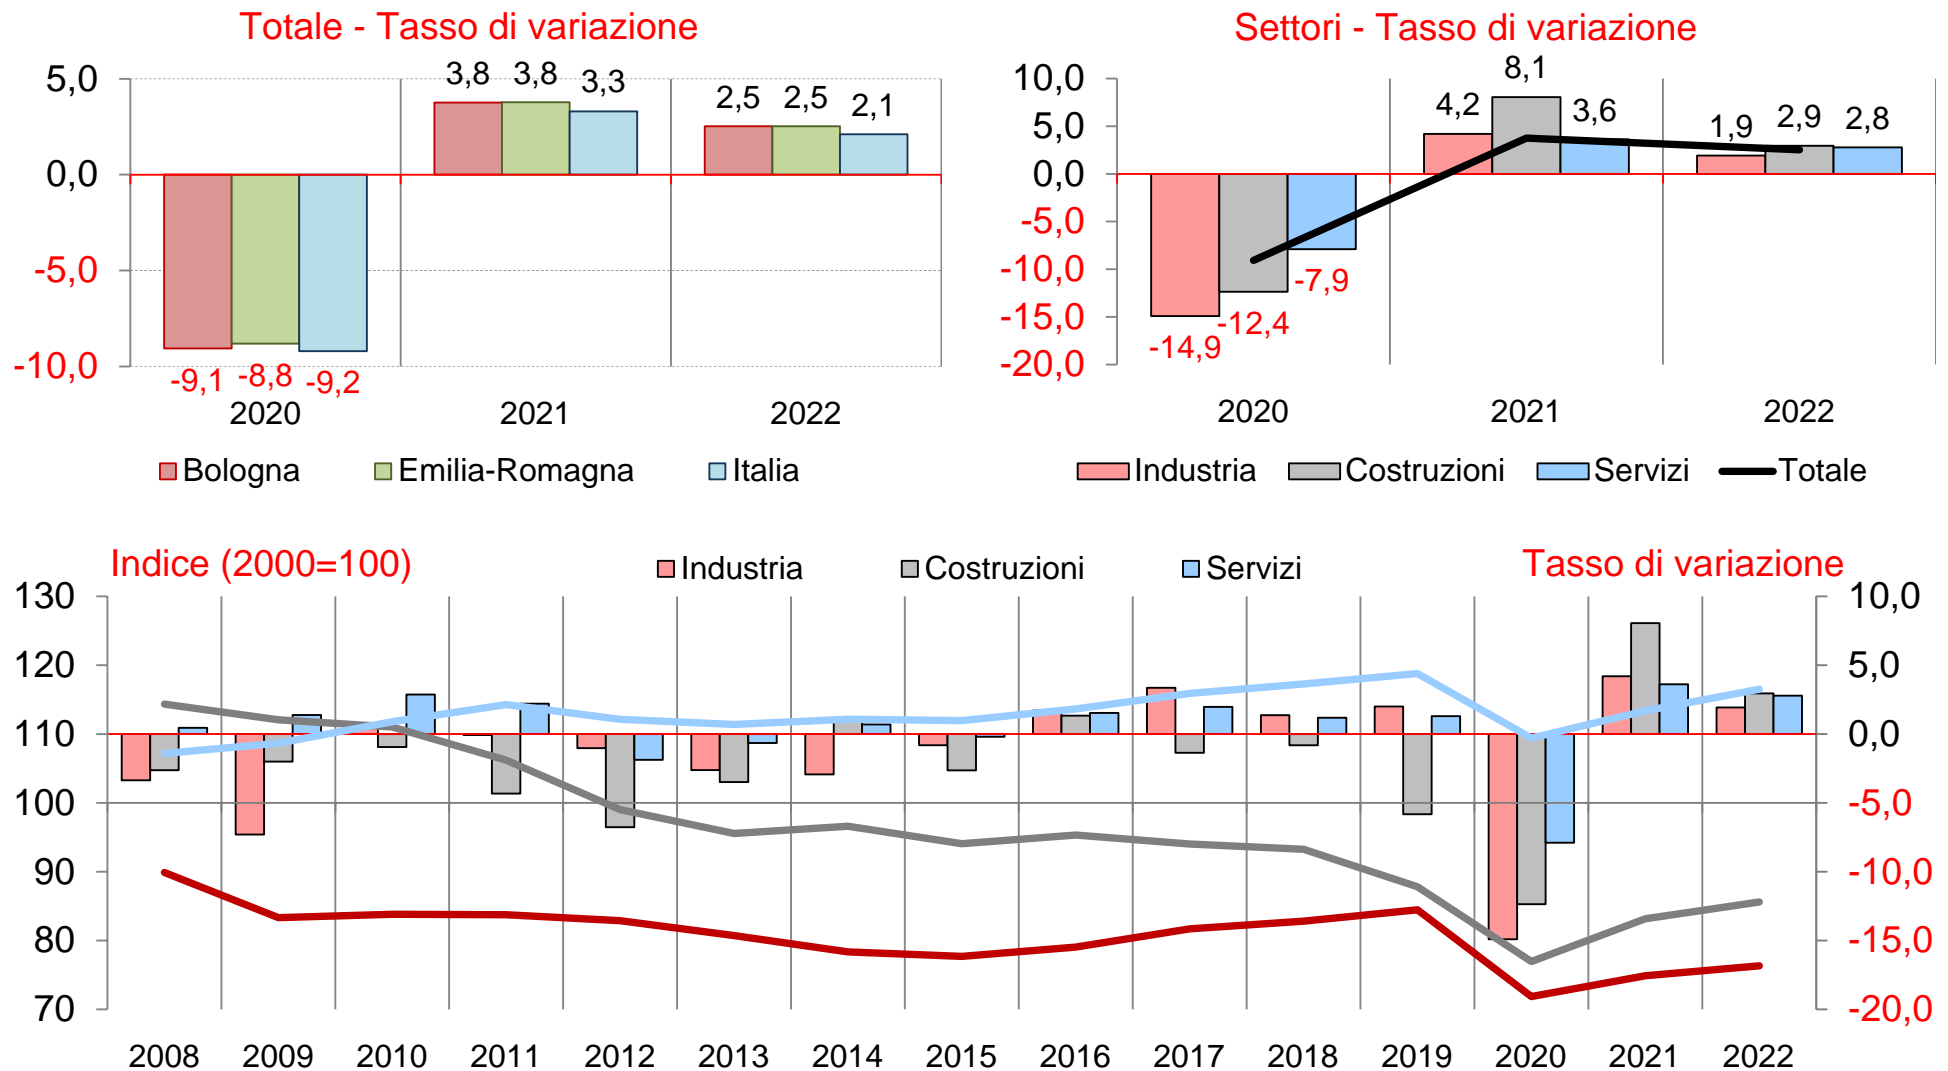 Totale - Tasso di variazione
5,0
0,0
-5,0
-10,0
3,8 3,8 3,3
2,5 2,5 2,1
-9,1 -8,8 -9,2
2020 2021 2022
Bologna Emilia-Romagna Italia
Settori - Tasso di variazione
10,0
5,0
0,0
-5,0
-10,0
-15,0
-20,0
4,2 8,1 3,6
1,9 2,9 2,8
-14,9 -12,4 -7,9
2020 2021 2022
Industria Costruzioni Servizi Totale
Indice (2000=100) Industria Costruzioni Servizi Tasso di variazione
130 10,0
120 5,0
110 0,0
100 -5,0
90 -10,0
80 -15,0
70 -20,0
2008 2009 2010 2011 2012 2013 2014 2015 2016 2017 2018 2019 2020 2021 2022